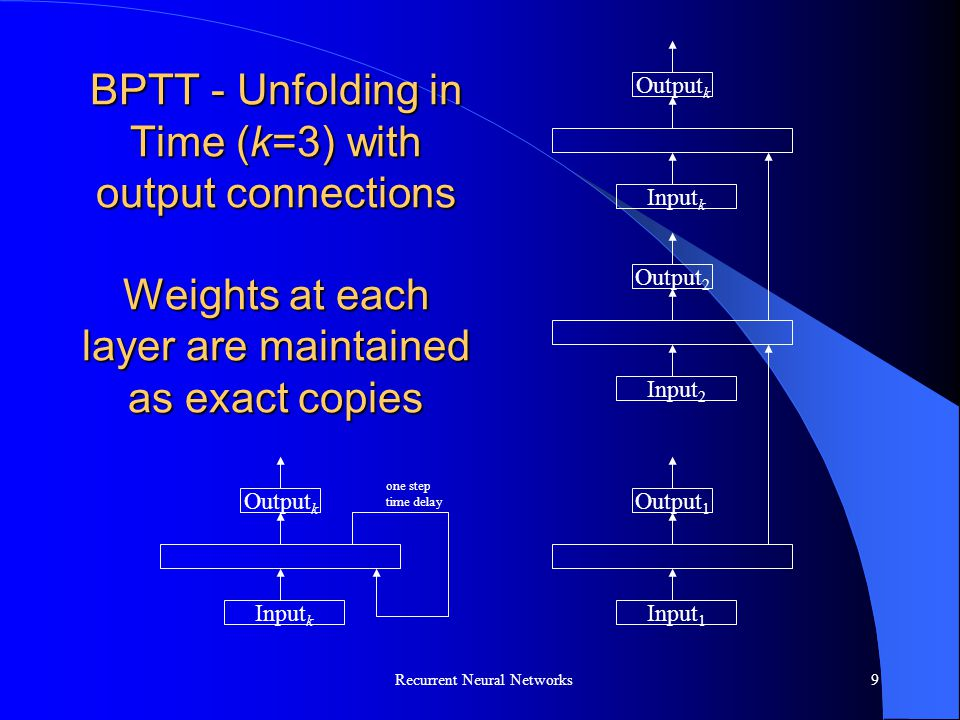 BPTT - Unfolding in
Time (k=3) with
output connections
Weights at each
layer are maintained
as exact copies
Outputk
one step
time delay
Inputk
Outputk
Inputk
Output2
Input2
Output1
Input1
Recurrent Neural Networks
9